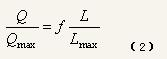 Q/Q_max = f L/L_max （2）